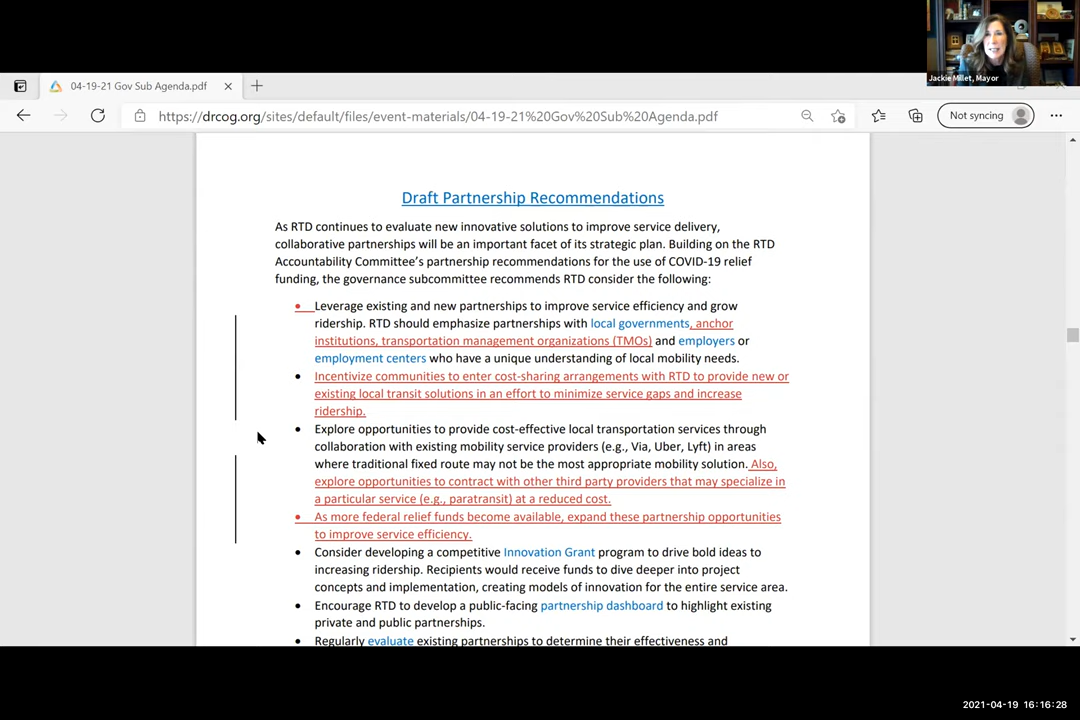 Jackie Millet, Mayor
04-19-21 Gov Sub Agenda.pdf
https://drcog.org/sites/default/files/event-materials/04-19-21%20Gov%20Sub%20Agenda.pdf
Not syncing
Draft Partnership Recommendations
As RTD continues to evaluate new innovative solutions to improve service delivery,
collaborative partnerships will be an important facet of its strategic plan. Building on the RTD
Accountability Committee's partnership recommendations for the use of COVID-19 relief
funding, the governance subcommittee recommends RTD consider the following:
• Leverage existing and new partnerships to improve service efficiency and grow
ridership. RTD should emphasize partnerships with local governments, anchor
institutions, transportation management organizations (TMOs) and employers or
employment centers who have a unique understanding of local mobility needs.
• Incentivize communities to enter cost-sharing arrangements with RTD to provide new or
existing local transit solutions in an effort to minimize service gaps and increase
ridership.
• Explore opportunities to provide cost-effective local transportation services through
collaboration with existing mobility service providers (e.g., Via, Uber, Lyft) in areas
where traditional fixed route may not be the most appropriate mobility solution. Also,
explore opportunities to contract with other third party providers that may specialize in
a particular service (e.g., paratransit) at a reduced cost.
• As more federal relief funds become available, expand these partnership opportunities
to improve service efficiency.
• Consider developing a competitive Innovation Grant program to drive bold ideas to
increasing ridership. Recipients would receive funds to dive deeper into project
concepts and implementation, creating models of innovation for the entire service area.
• Encourage RTD to develop a public-facing partnership dashboard to highlight existing
private and public partnerships.
• Regularly evaluate existing partnerships to determine their effectiveness and
2021-04-19 16:16:28